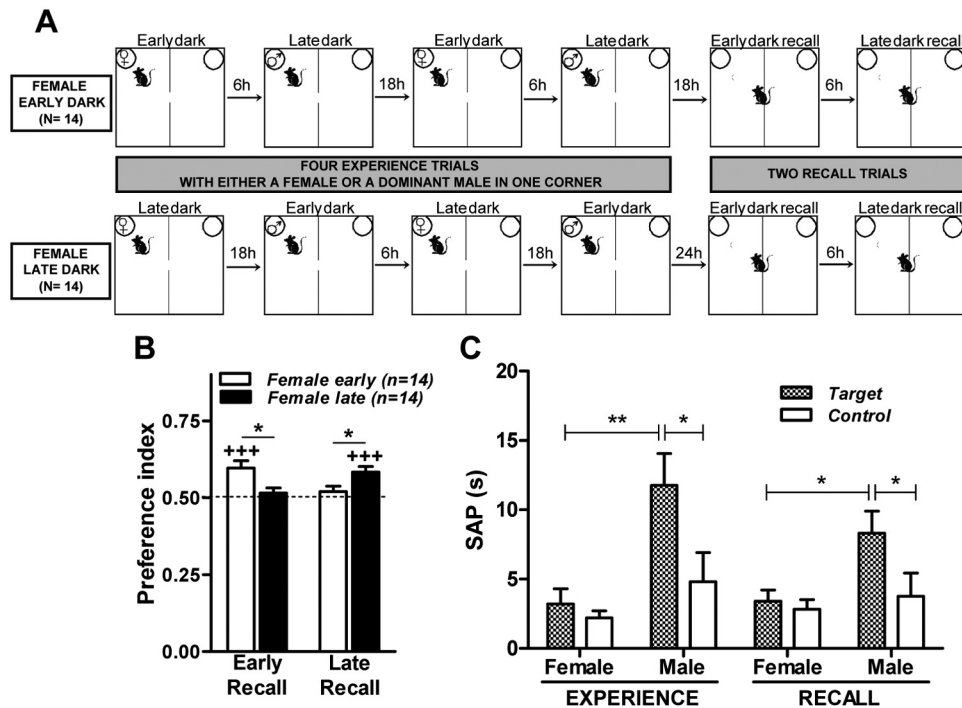 A
Early dark
Late dark
Early dark
Late dark
Early dark recall
Late dark recall
FEMALE
EARLY DARK
(N= 14)
♀
♂
♀
♂
6h
18h
6h
18h
6h
FOUR EXPERIENCE TRIALS
WITH EITHER A FEMALE OR A DOMINANT MALE IN ONE CORNER
TWO RECALL TRIALS
Late dark
Early dark
Late dark
Early dark
Early dark recall
Late dark recall
FEMALE
LATE DARK
(N= 14)
♀
♂
♀
♂
18h
6h
18h
24h
6h
B
Female early (n=14)
Female late (n=14)
Preference index
0.75
0.50
0.25
0.00
+++
*
*
+++
Early
Recall
Late
Recall
C
Target
Control
SAP (s)
20
15
10
5
0
**
*
*
*
Female
Male
Female
Male
EXPERIENCE
RECALL